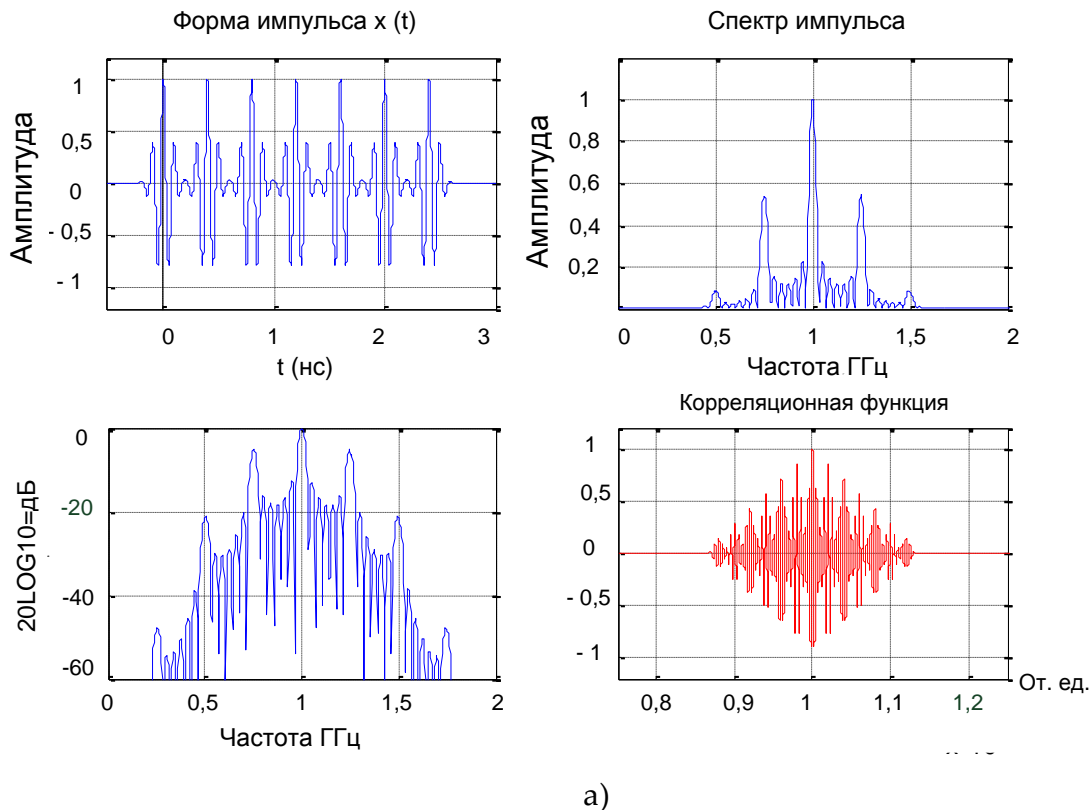 Форма импульса x (t)
Амплитуда
1
0.5
0
- 0,5
- 1
0 1 2 3
t (нс)
Спектр импульса
Амплитуда
1
0.8
0.6
0.4
0.2
0 0,5 1 1,5 2
Частота ГГц
20LOG10=дБ
0
-20
-40
-60
0 0,5 1 1,5 2
Частота ГГц
Корреляционная функция
1
0,5
0
- 0,5
- 1
От. ед.
0,8 0,9 1 1,1 1,2
а)